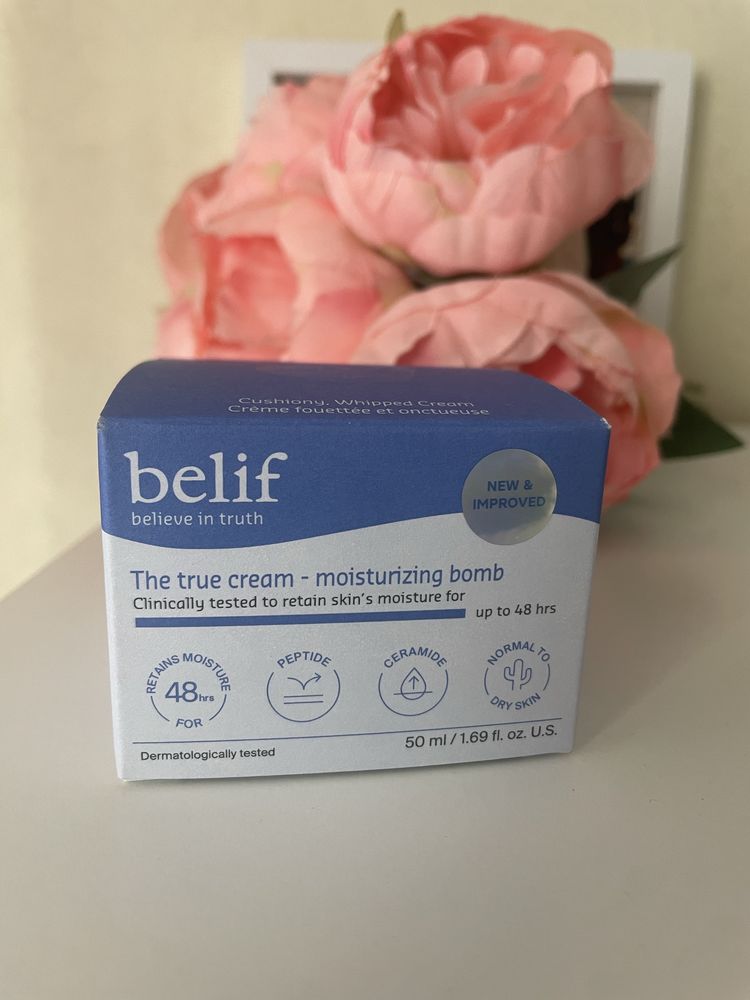 Cushiony, Whipped Cream
Crème fouettée et onctueuse
belif
believe in truth
NEW &
IMPROVED
The true cream - moisturizing bomb
Clinically tested to retain skin's moisture for
up to 48 hrs
RETAINS MOISTURE
48hrs
FOR
PEPTIDE
CERAMIDE
NORMAL TO
DRY SKIN
Dermatologically tested
50 ml / 1.69 fl. oz. U.S.